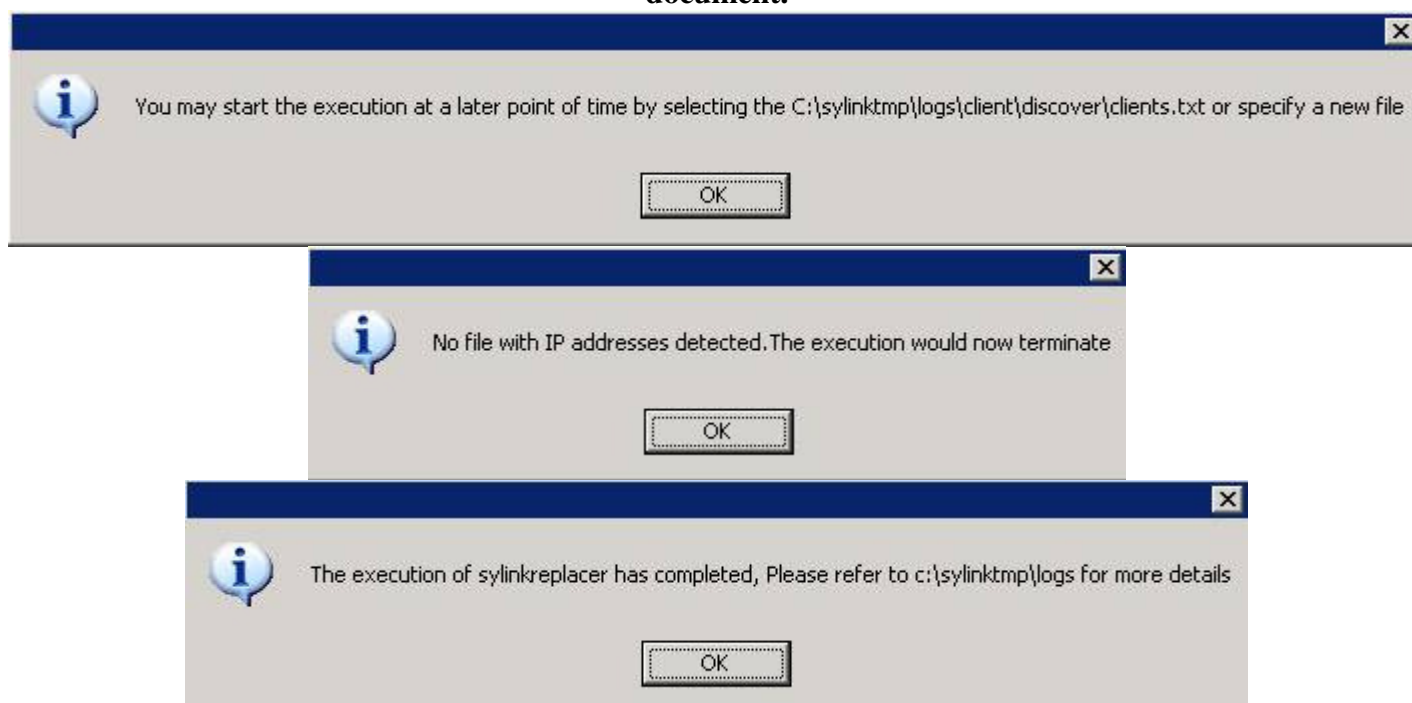 document.
You may start the execution at a later point of time by selecting the C:\sylinktmp\logs\client\discover\clients.txt or specify a new file
OK
No file with IP addresses detected.The execution would now terminate
OK
The execution of sylinkreplacer has completed, Please refer to c:\sylinktmp\logs for more details
OK